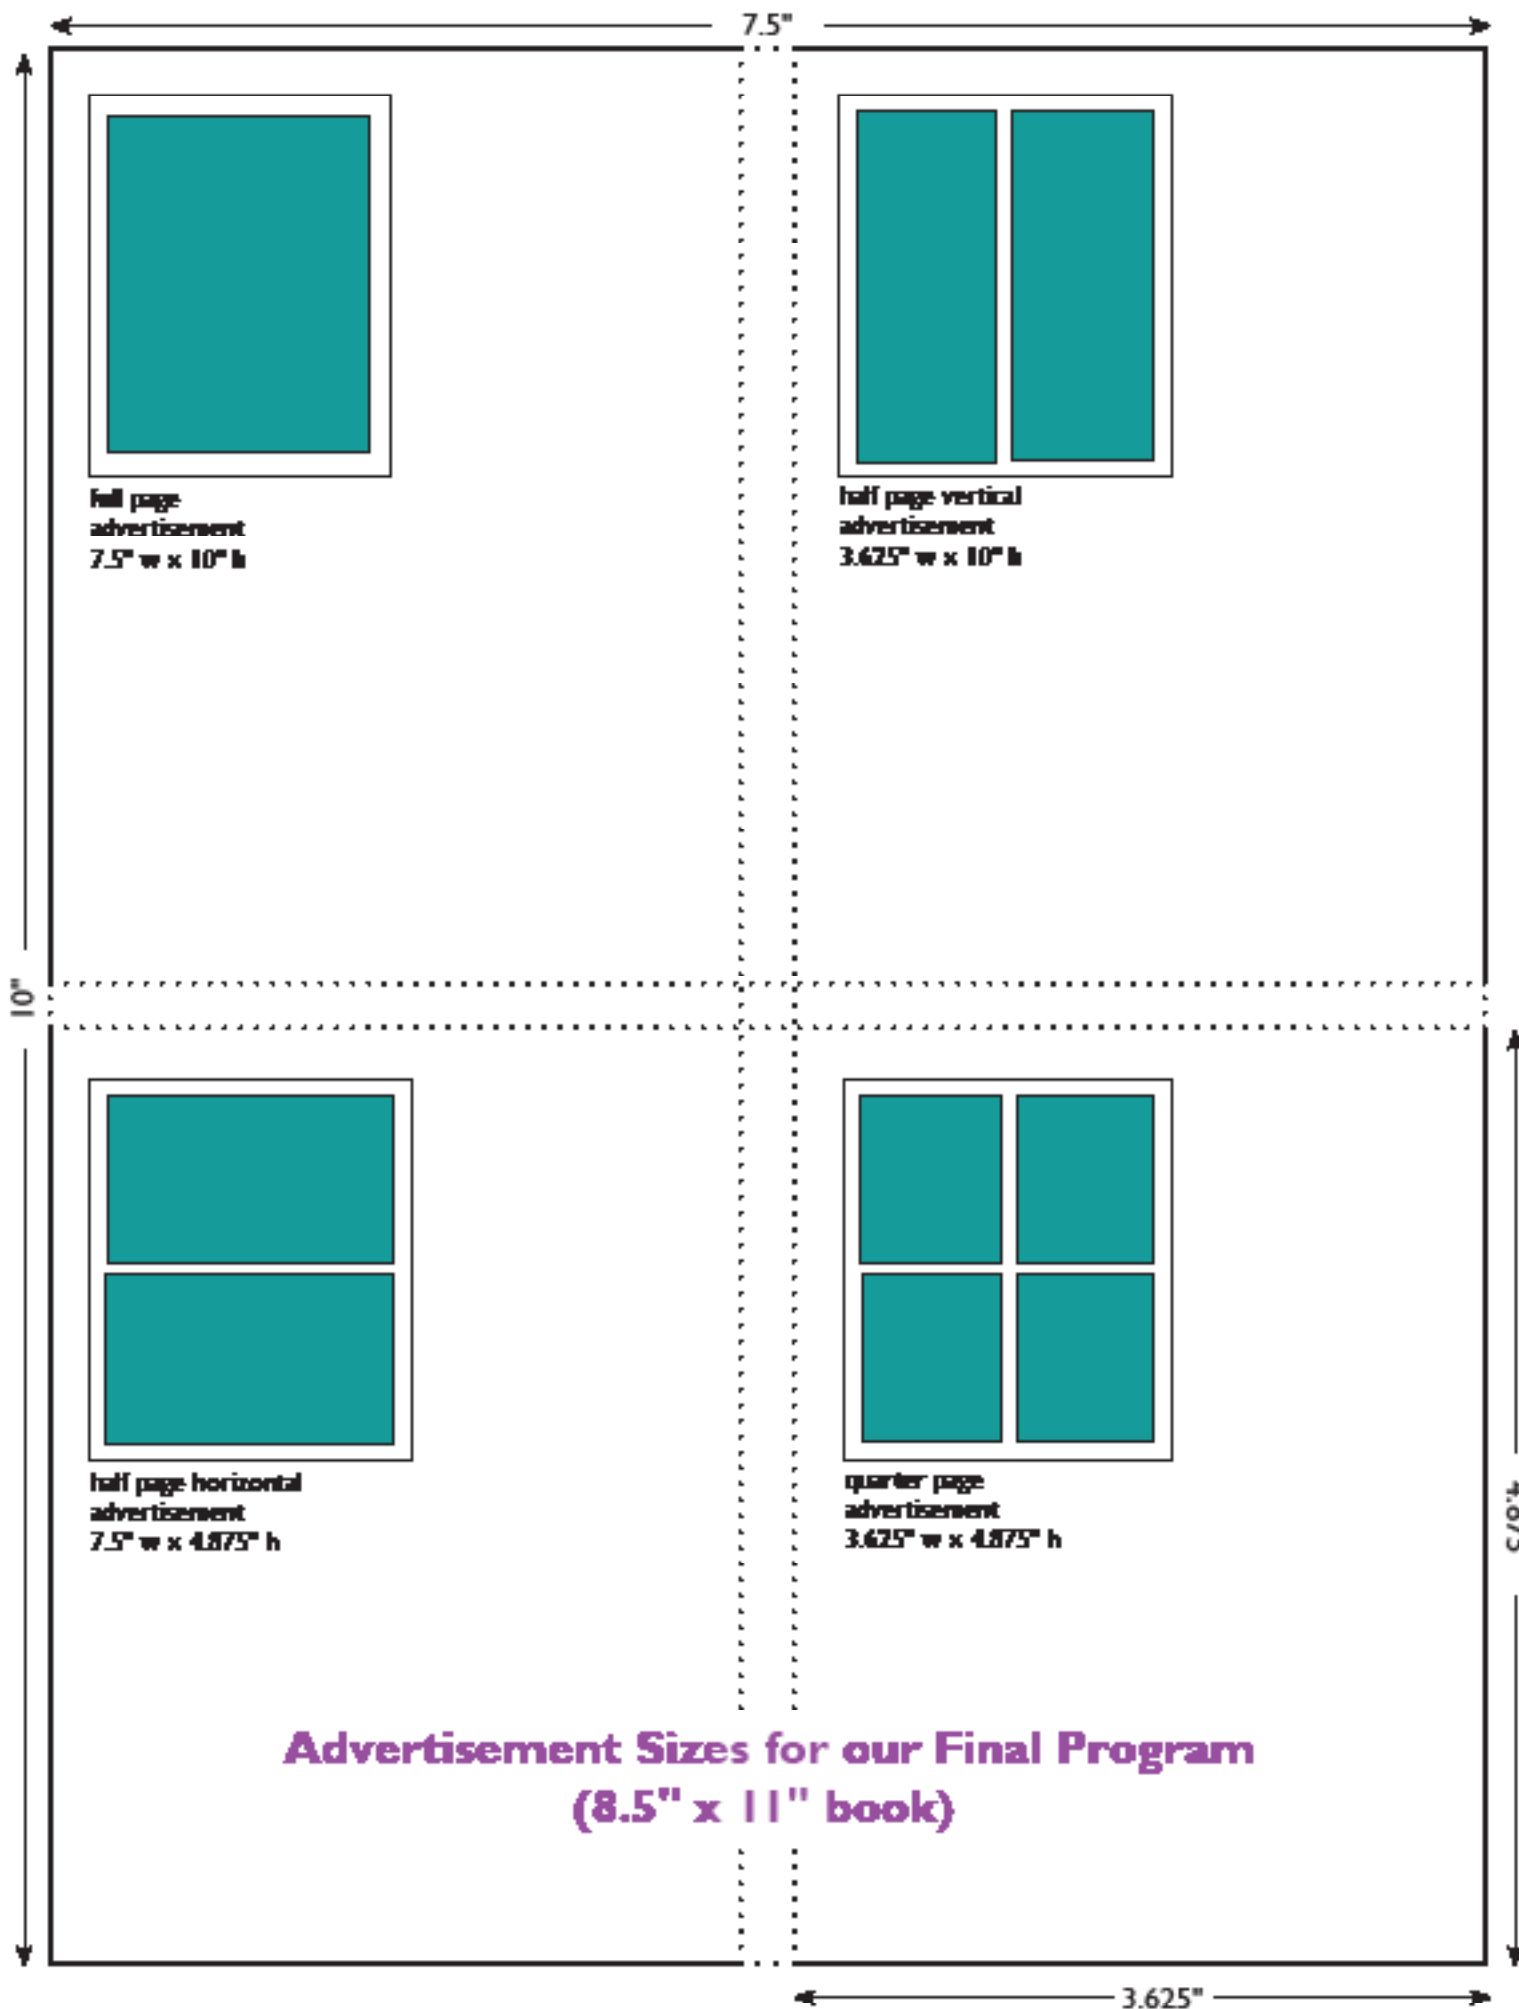 7.5"
full page
advertisement
7.5" w x 10" h
half page vertical
advertisement
3.625" w x 10" h
10"
half page horizontal
advertisement
7.5" w x 4.875" h
quarter page
advertisement
3.625" w x 4.875" h
4.875
Advertisement Sizes for our Final Program
(8.5" x 11" book)
3.625"